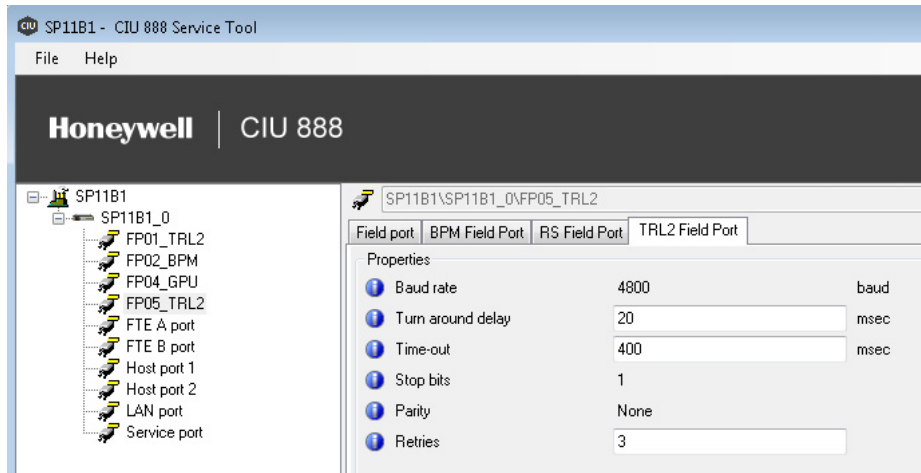 SP11B1 - CIU 888 Service Tool
File Help
Honeywell CIU 888
SP11B1
SP11B1_0
FP01_TRL2
FP02_BPM
FP04_GPU
FP05_TRL2
FTE A port
FTE B port
Host port 1
Host port 2
LAN port
Service port
SP11B1\SP11B1_0\FP05_TRL2
Field port BPM Field Port RS Field Port TRL2 Field Port
Properties
Baud rate 4800 baud
Turn around delay 20 msec
Time-out 400 msec
Stop bits 1
Parity None
Retries 3